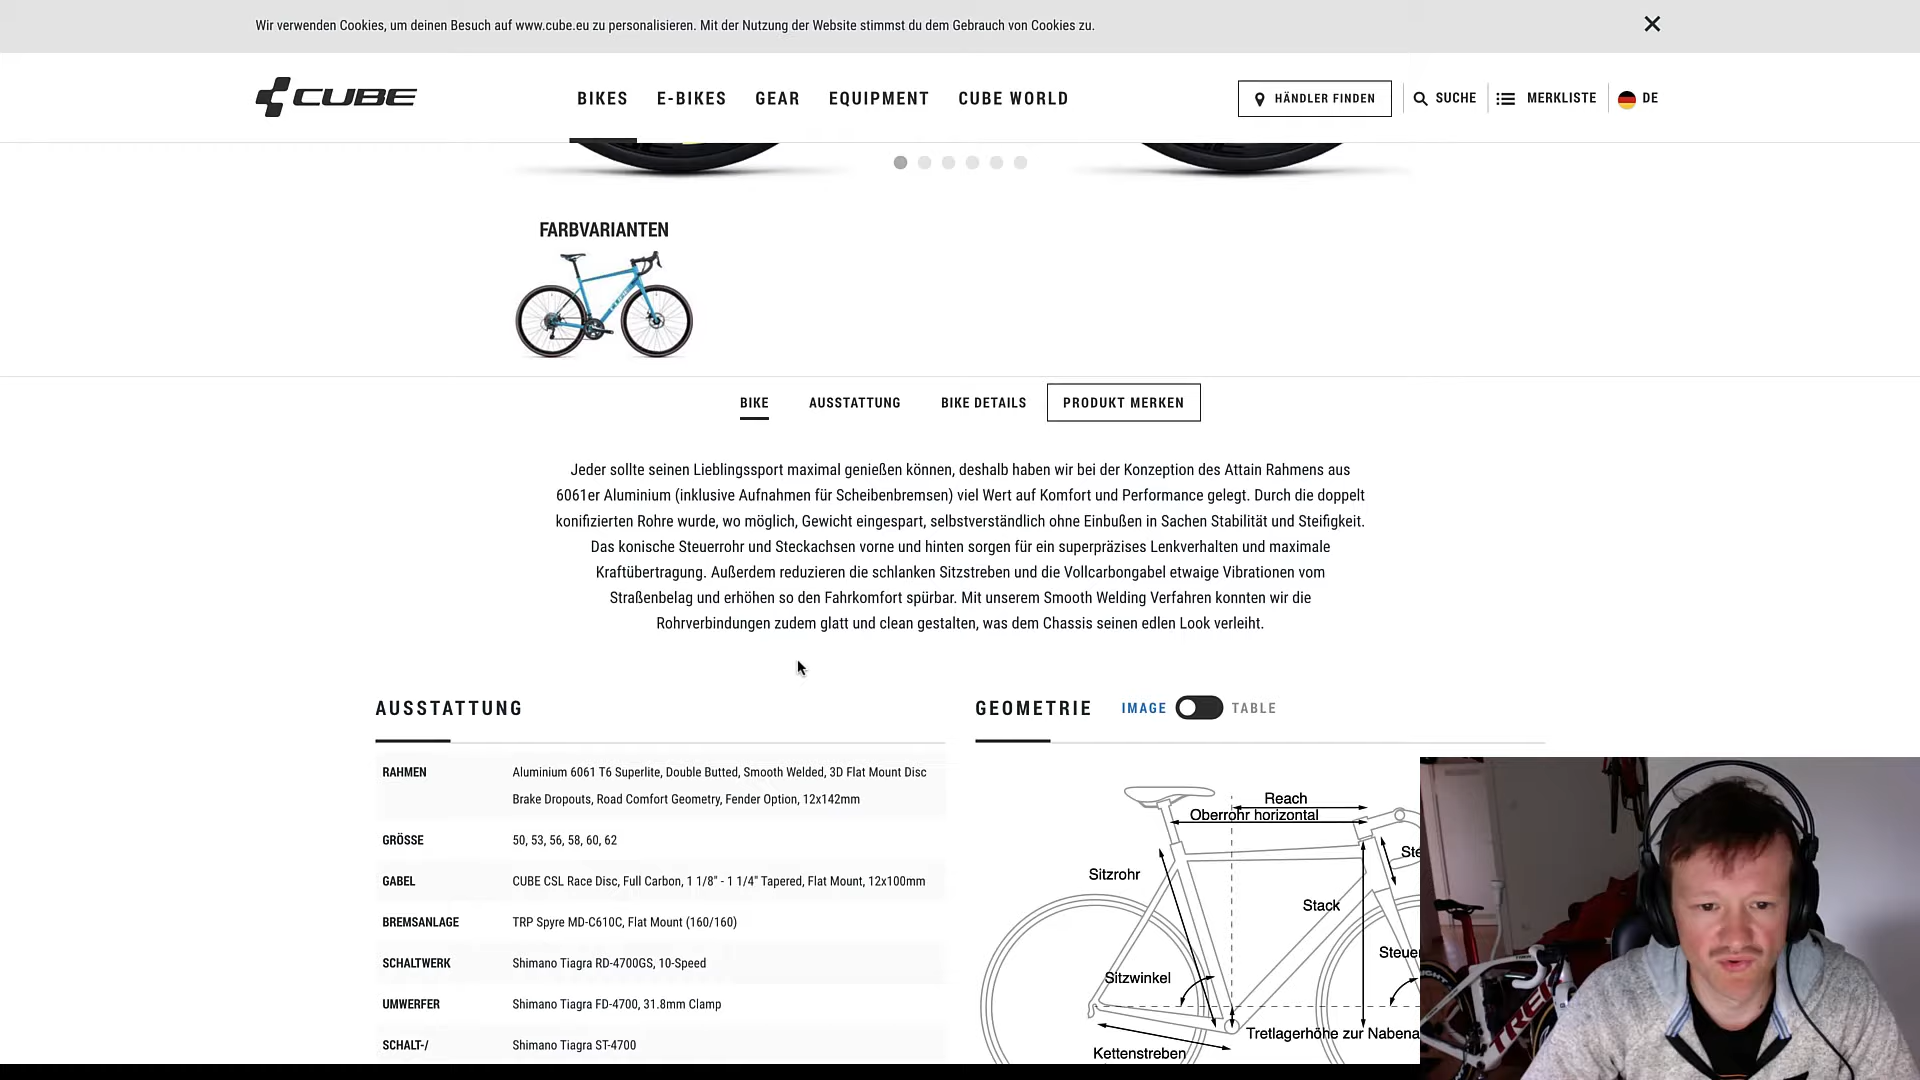 Wir verwenden Cookies, um deinen Besuch auf www.cube.eu zu personalisieren. Mit der Nutzung der Website stimmst du dem Gebrauch von Cookies zu.
CUBE
BIKES
E-BIKES
GEAR
EQUIPMENT
CUBE WORLD
HÄNDLER FINDEN
SUCHE
MERKLISTE
DE
FARBVARIANTEN
BIKE
AUSSTATTUNG
BIKE DETAILS
PRODUKT MERKEN
Jeder sollte seinen Lieblingssport maximal genießen können, deshalb haben wir bei der Konzeption des Attain Rahmens aus
6061er Aluminium (inklusive Aufnahmen für Scheibenbremsen) viel Wert auf Komfort und Performance gelegt. Durch die doppelt
konifizierten Rohre wurde, wo möglich, Gewicht eingespart, selbstverständlich ohne Einbußen in Sachen Stabilität und Steifigkeit.
Das konische Steuerrohr und Steckachsen vorne und hinten sorgen für ein superpräzises Lenkverhalten und maximale
Kraftübertragung. Außerdem reduzieren die schlanken Sitzstreben und die Vollcarbongabel etwaige Vibrationen vom
Straßenbelag und erhöhen so den Fahrkomfort spürbar. Mit unserem Smooth Welding Verfahren konnten wir die
Rohrverbindungen zudem glatt und clean gestalten, was dem Chassis seinen edlen Look verleiht.
AUSSTATTUNG
RAHMEN Aluminium 6061 T6 Superlite, Double Butted, Smooth Welded, 3D Flat Mount Disc
Brake Dropouts, Road Comfort Geometry, Fender Option, 12x142mm
GRÖSSE 50, 53, 56, 58, 60, 62
GABEL CUBE CSL Race Disc, Full Carbon, 1 1/8" - 1 1/4" Tapered, Flat Mount, 12x100mm
BREMSANLAGE TRP Spyre MD-C610C, Flat Mount (160/160)
SCHALTWERK Shimano Tiagra RD-4700GS, 10-Speed
UMWERFER Shimano Tiagra FD-4700, 31.8mm Clamp
SCHALT-/ Shimano Tiagra ST-4700
GEOMETRIE
IMAGE
TABLE
Reach
Oberrohr horizontal
Ste
Sitzrohr
Stack
Steuer
Sitzwinkel
Tretlagerhöhe zur Nabena
Kettenstreben
TREK